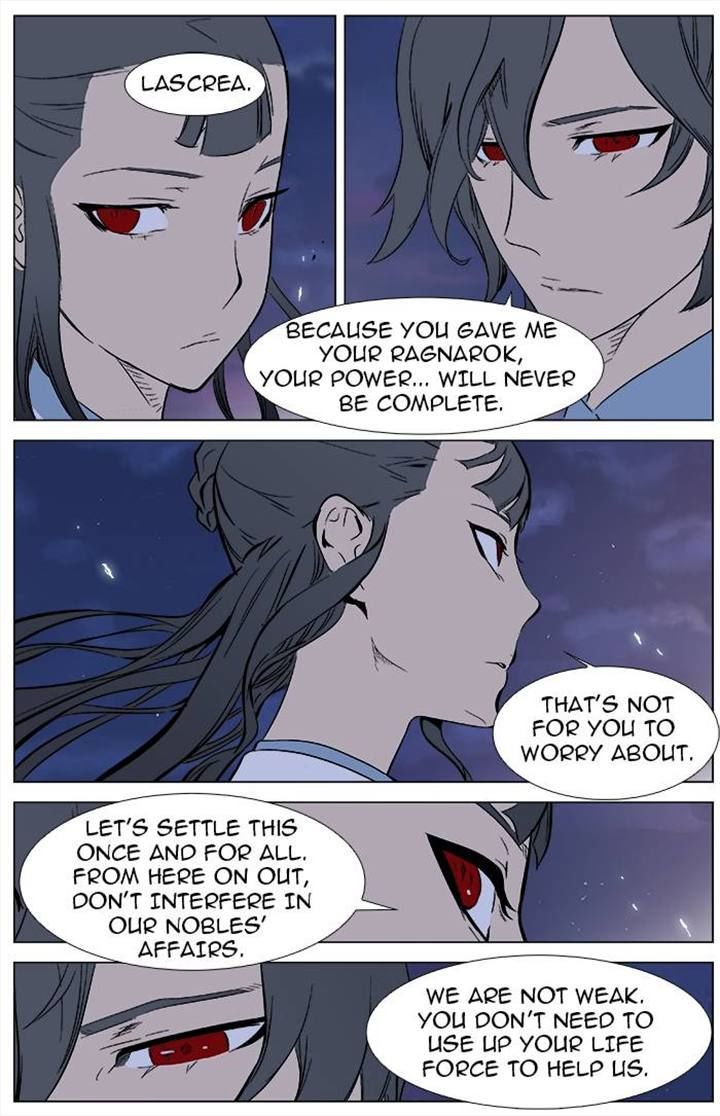 LASCREA.
BECAUSE YOU GAVE ME
YOUR RAGNAROK,
YOUR POWER... WILL NEVER
BE COMPLETE.
THAT'S NOT
FOR YOU TO
WORRY ABOUT.
LET'S SETTLE THIS
ONCE AND FOR ALL.
FROM HERE ON OUT,
DON'T INTERFERE IN
OUR NOBLES'
AFFAIRS.
WE ARE NOT WEAK.
YOU DON'T NEED TO
USE UP YOUR LIFE
FORCE TO HELP US.